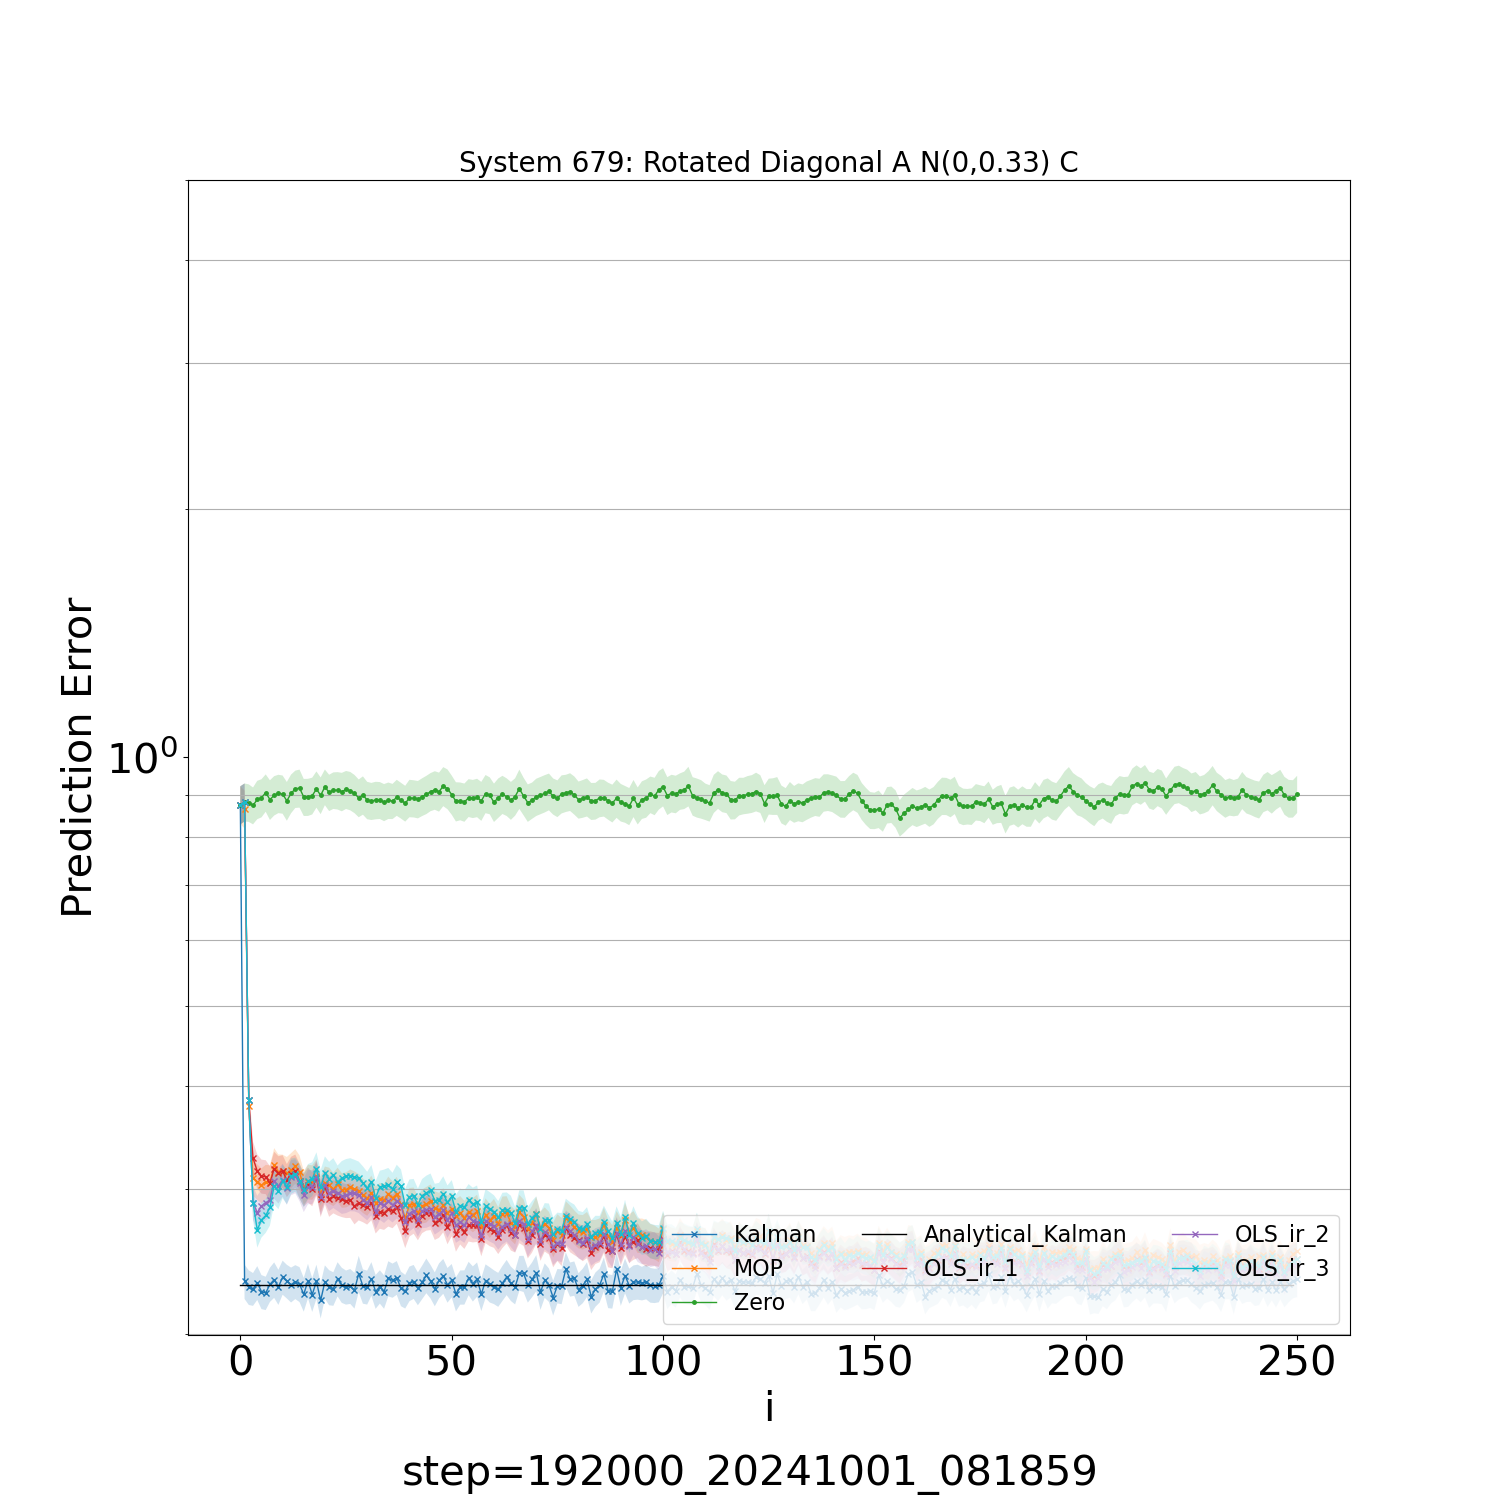 System 679: Rotated Diagonal A N(0,0.33) C
Prediction Error
10⁰
Kalman
MOP
Zero
Analytical_Kalman
OLS_ir_1
OLS_ir_2
OLS_ir_3
0 50 100 150 200 250
i
step=192000_20241001_081859